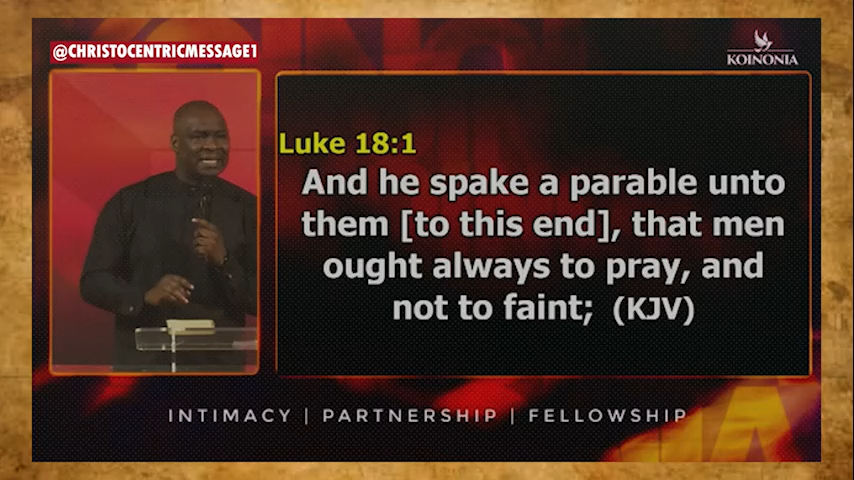 @CHRISTOCENTRICMESSAGE1
KOINONIA
Luke 18:1
And he spake a parable unto
them [to this end], that men
ought always to pray, and
not to faint; (KJV)
INTIMACY | PARTNERSHIP | FELLOWSHIP